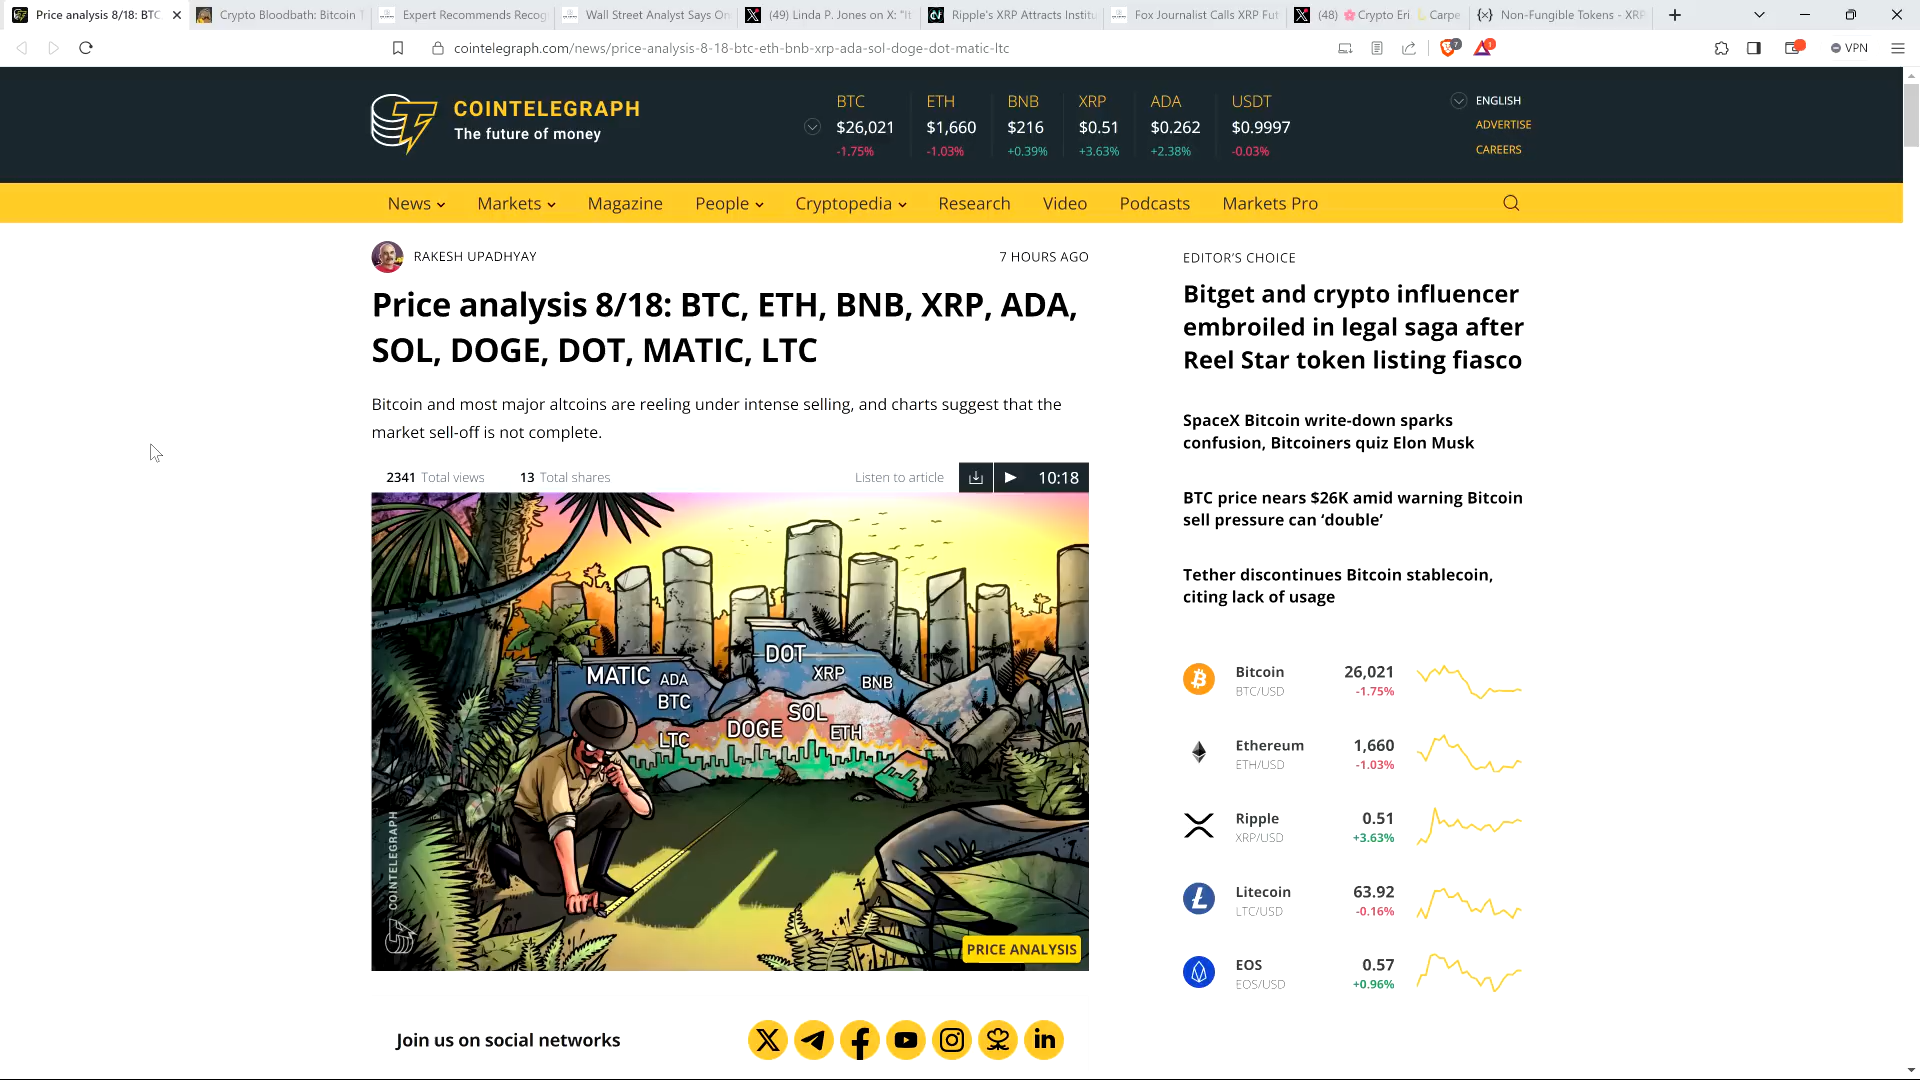 Price analysis 8/18: BTC
Crypto Bloodbath: Bitcoin
Expert Recommends Recog
Wall Street Analyst Says On
(49) Linda P. Jones on X: "It
Ripple's XRP Attracts Institu
Fox Journalist Calls XRP Fut
(48) 🌸Crypto Eri Carpe
Non-Fungible Tokens - XRP
cointelegraph.com/news/price-analysis-8-18-btc-eth-bnb-xrp-ada-sol-doge-dot-matic-ltc
7
1
VPN
COINTELEGRAPH
The future of money
BTC ETH BNB XRP ADA USDT
$26,021 $1,660 $216 $0.51 $0.262 $0.9997
-1.75% -1.03% +0.39% +3.63% +2.38% -0.03%
ENGLISH
ADVERTISE
CAREERS
News Markets Magazine People Cryptopedia Research Video Podcasts Markets Pro
RAKESH UPADHYAY
7 HOURS AGO
Price analysis 8/18: BTC, ETH, BNB, XRP, ADA,
SOL, DOGE, DOT, MATIC, LTC
Bitcoin and most major altcoins are reeling under intense selling, and charts suggest that the
market sell-off is not complete.
2341 Total views 13 Total shares
Listen to article 10:18
DOT
MATIC ADA XRP BNB
BTC
SOL
DOGE ETH
LTC
COINTELEGRAPH
PRICE ANALYSIS
Join us on social networks
EDITOR'S CHOICE
Bitget and crypto influencer
embroiled in legal saga after
Reel Star token listing fiasco
SpaceX Bitcoin write-down sparks
confusion, Bitcoiners quiz Elon Musk
BTC price nears $26K amid warning Bitcoin
sell pressure can ‘double’
Tether discontinues Bitcoin stablecoin,
citing lack of usage
Bitcoin 26,021
BTC/USD -1.75%
Ethereum 1,660
ETH/USD -1.03%
Ripple 0.51
XRP/USD +3.63%
Litecoin 63.92
LTC/USD -0.16%
EOS 0.57
EOS/USD +0.96%